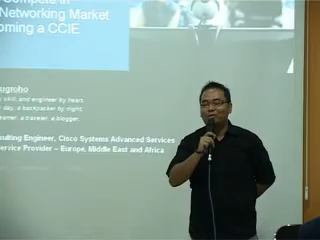 Compete in
Networking Market
oming a CCIE
ugroho
skill, and engineer by heart.
day, a backpacker by night.
eamer, a traveler, a blogger.
sulting Engineer, Cisco Systems Advanced Services
ervice Provider – Europe, Middle East and Africa